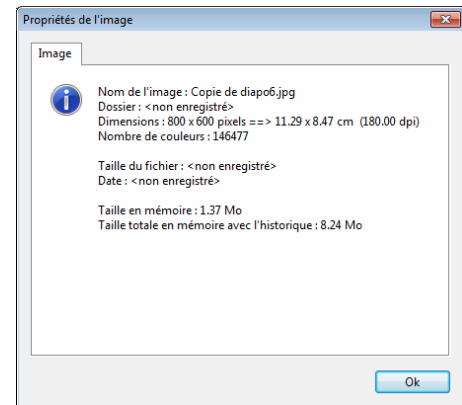 Propriétés de l'image
Image
Nom de l'image : Copie de diapo6.jpg
Dossier : <non enregistré>
Dimensions : 800 x 600 pixels ==> 11.29 x 8.47 cm  (180.00 dpi)
Nombre de couleurs : 146477
Taille du fichier : <non enregistré>
Date : <non enregistré>
Taille en mémoire : 1.37 Mo
Taille totale en mémoire avec l'historique : 8.24 Mo
Ok